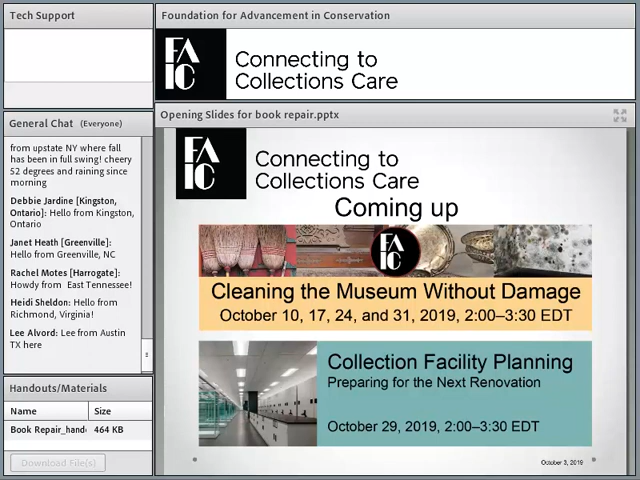 Tech Support
Foundation for Advancement in Conservation
FA
IC
Connecting to
Collections Care
General Chat (Everyone)
from upstate NY where fall
has been in full swing! cheery
52 degrees and raining since
morning
Debbie Jardine [Kingston,
Ontario]: Hello from Kingston,
Ontario
Janet Heath [Greenville]:
Hello from Greenville, NC
Rachel Motes [Harrogate]:
Howdy from East Tennessee!
Heidi Sheldon: Hello from
Richmond, Virginia!
Lee Alvord: Lee from Austin
TX here
Handouts/Materials
Name Size
Book Repair_hand 464 KB
Download File(s)
Opening Slides for book repair.pptx
FA
IC
Connecting to
Collections Care
Coming up
FA
IC
Cleaning the Museum Without Damage
October 10, 17, 24, and 31, 2019, 2:00–3:30 EDT
Collection Facility Planning
Preparing for the Next Renovation
October 29, 2019, 2:00–3:30 EDT
October 3, 2019